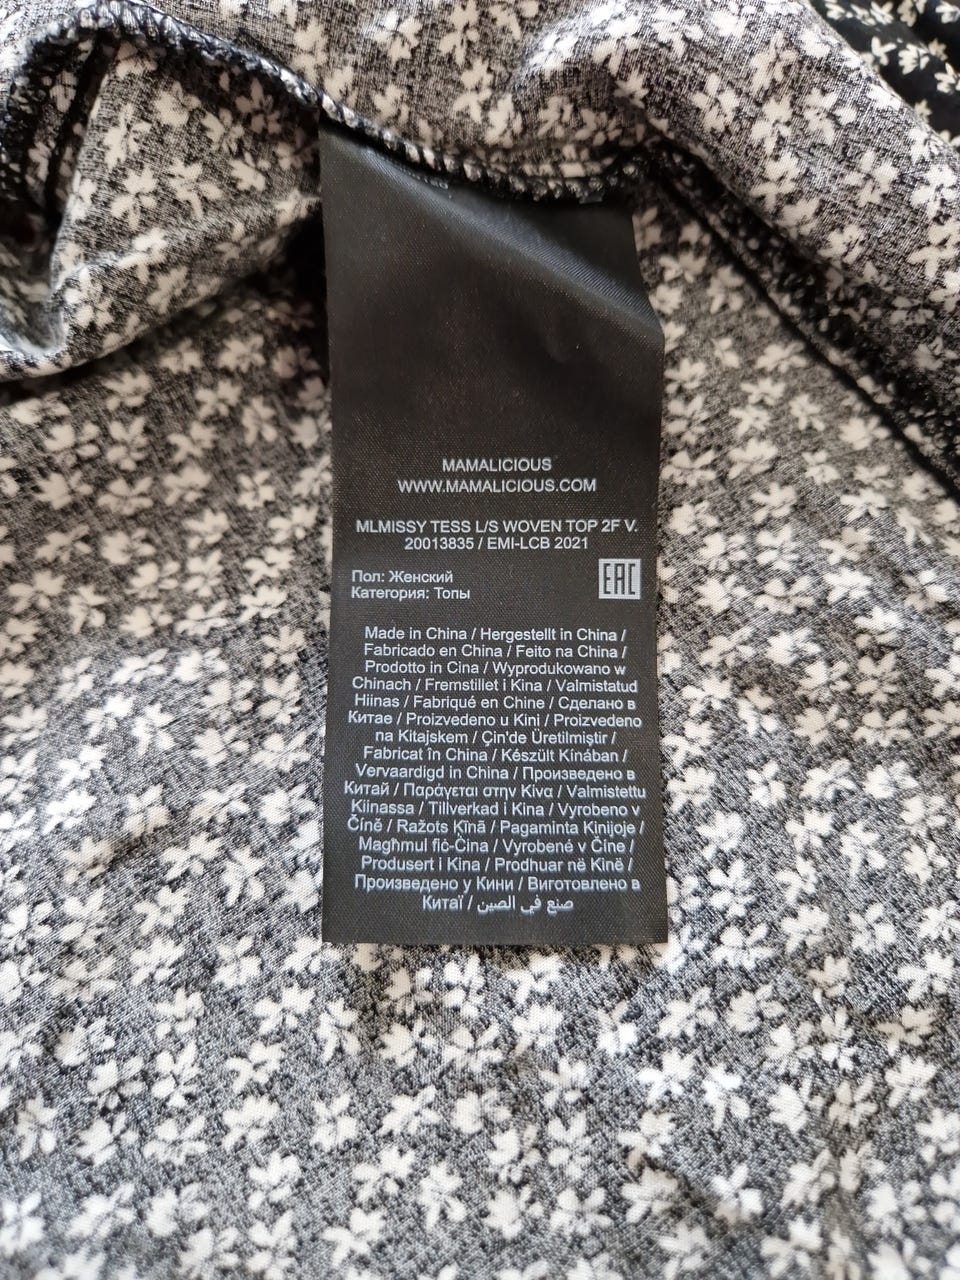 MAMALICIOUS
WWW.MAMALICIOUS.COM
MLMISSY TESS L/S WOVEN TOP 2F V.
20013835 / EMI-LCB 2021
Пол: Женский
Категория: Топы
EAC
Made in China / Hergestellt in China /
Fabricado en China / Feito na China /
Prodotto in Cina / Wyprodukowano w
Chinach / Fremstillet i Kina / Valmistatud
Hiinas / Fabriqué en Chine / Сделано в
Китае / Proizvedeno u Kini / Proizvedeno
na Kitajskem / Çin'de Üretilmiştir /
Fabricat în China / Készült Kínában /
Vervaardigd in China / Произведено в
Китай / Παράγεται στην Κίνα / Valmistettu
Kiinassa / Tillverkad i Kina / Vyrobeno v
Číně / Ražots Ķīnā / Pagaminta Kinijoje /
Magħmul fiċ-Ċina / Vyrobené v Číne /
Produsert i Kina / Prodhuar në Kinë /
Произведено у Кини / Виготовлено в
Китаї / صنع في الصين